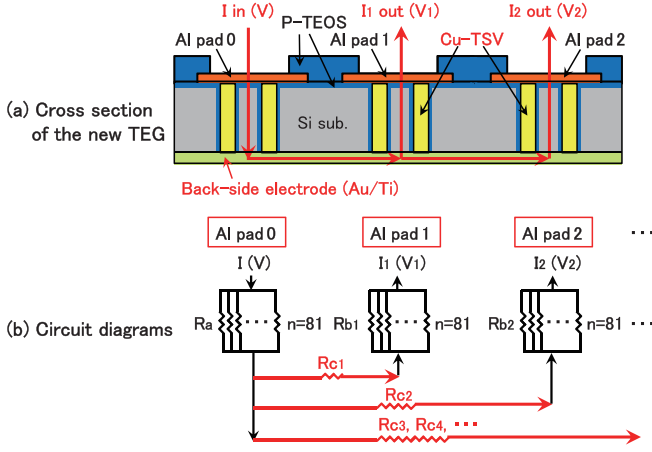 I in (V) P-TEOS I1 out (V1) I2 out (V2)
Al pad 0 Al pad 1 Cu-TSV Al pad 2
(a) Cross section
of the new TEG
Si sub.
Back-side electrode (Au/Ti)
Al pad 0 Al pad 1 Al pad 2 ···
I (V) I1 (V1) I2 (V2)
(b) Circuit diagrams
Ra ··· n=81 Rb1 ··· n=81 Rb2 ··· n=81 ···
Rc1
Rc2
Rc3, Rc4, ···